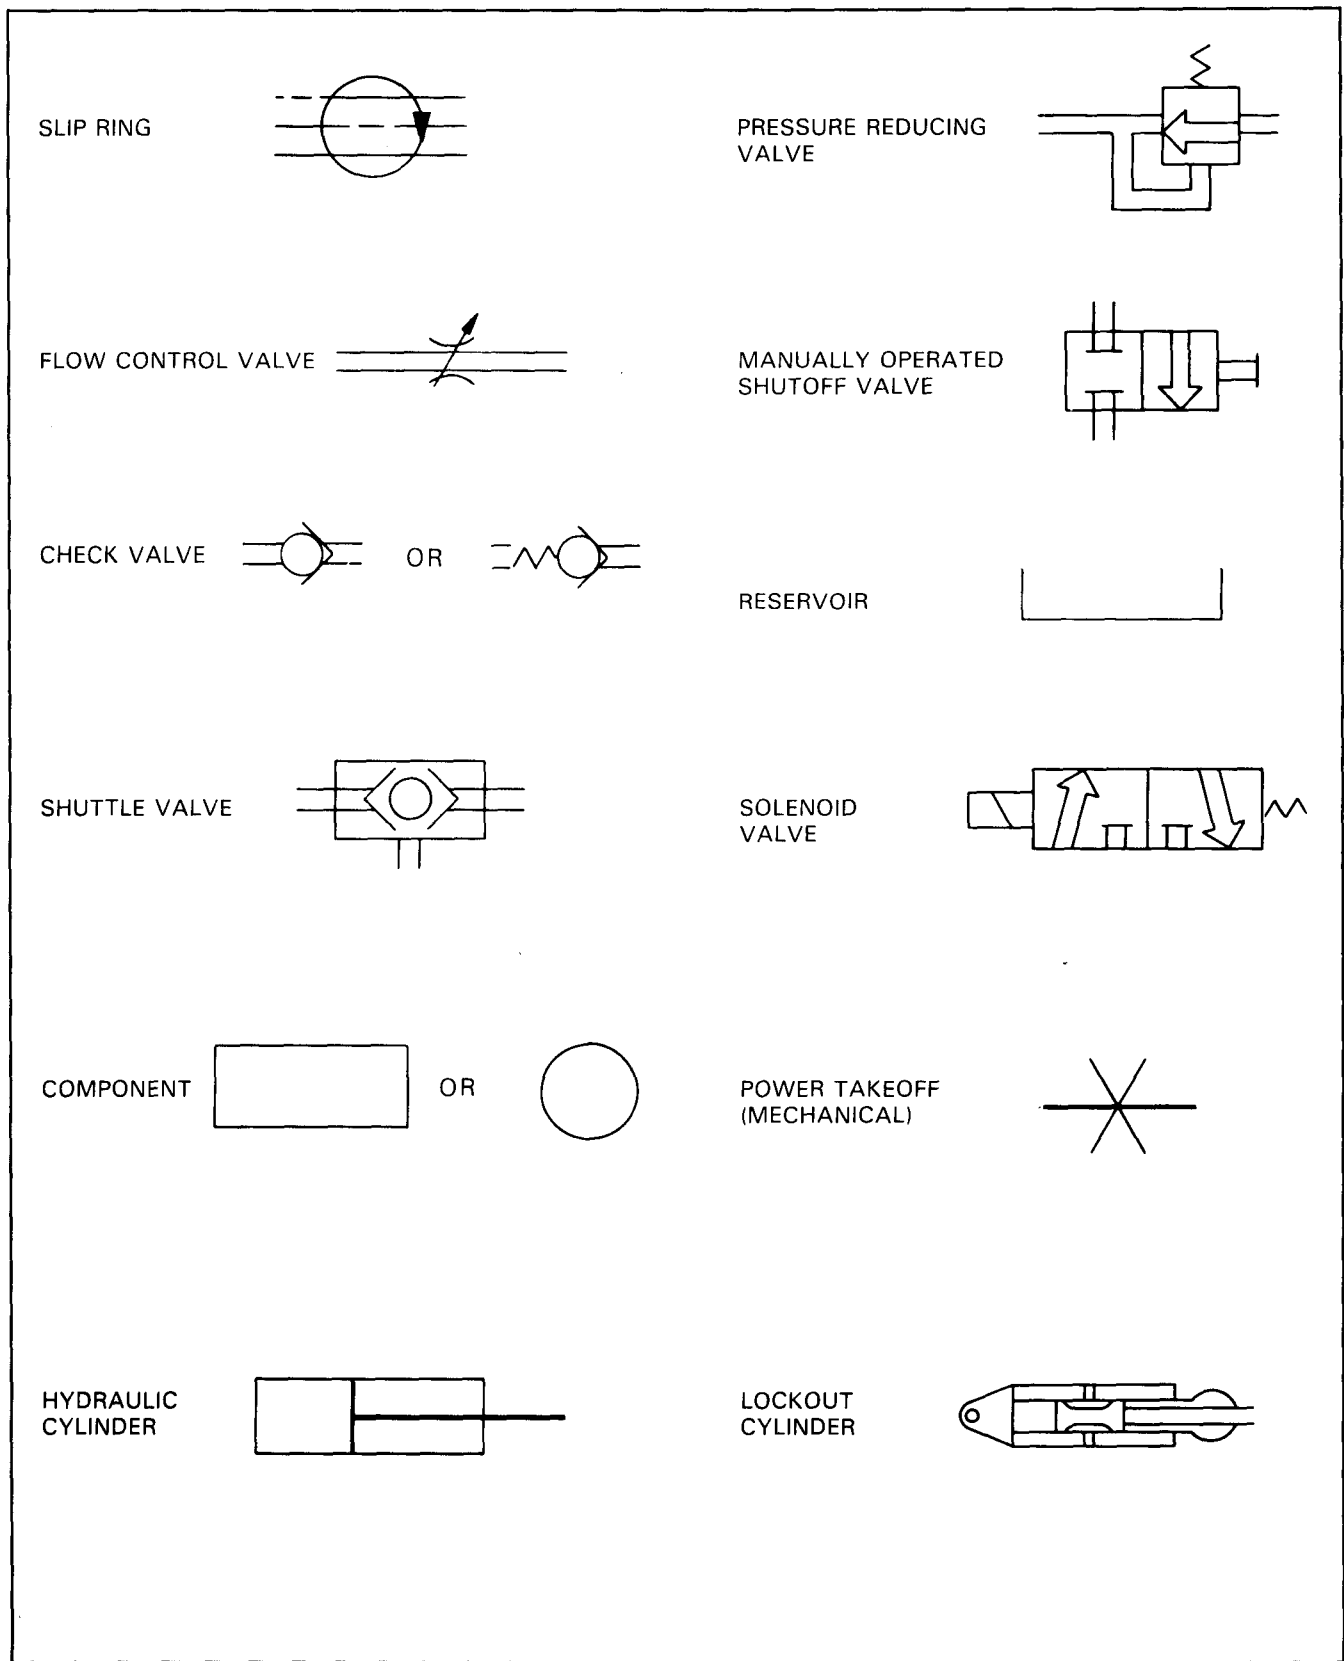 SLIP RING
PRESSURE REDUCING
VALVE
FLOW CONTROL VALVE
MANUALLY OPERATED
SHUTOFF VALVE
CHECK VALVE
OR
RESERVOIR
SHUTTLE VALVE
SOLENOID
VALVE
COMPONENT
OR
POWER TAKEOFF
(MECHANICAL)
HYDRAULIC
CYLINDER
LOCKOUT
CYLINDER